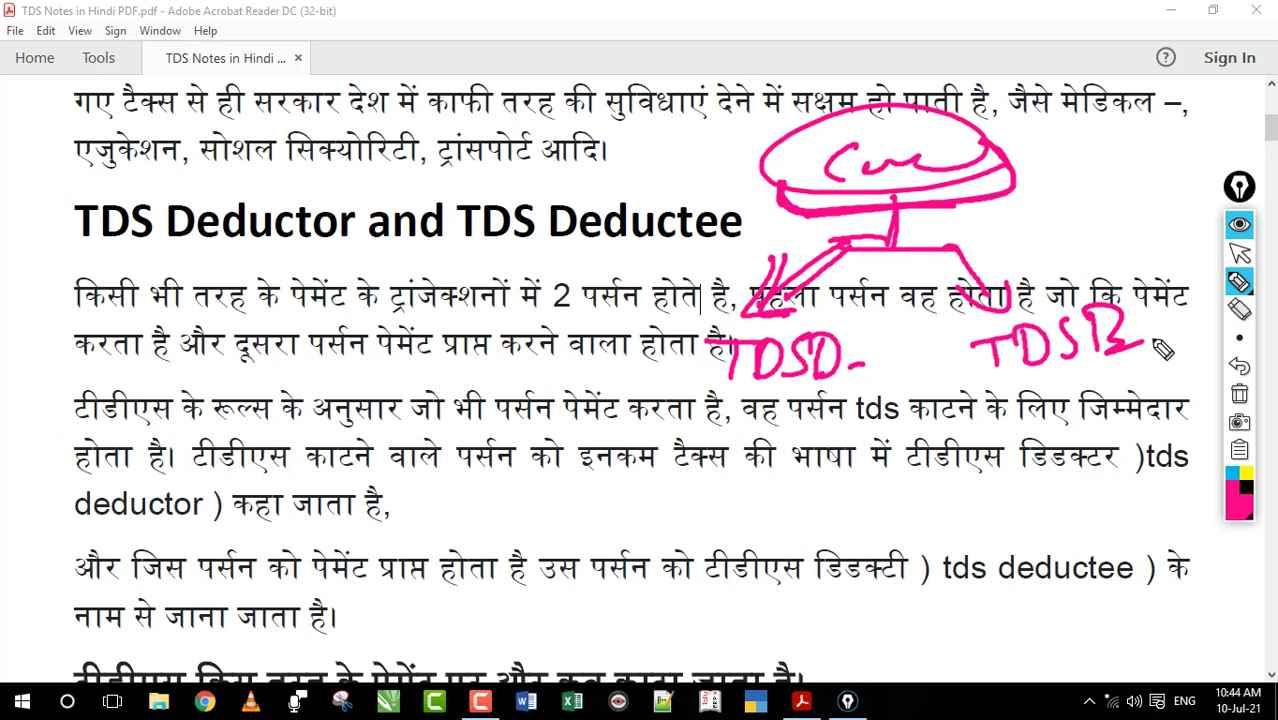 TDS Notes in Hindi PDF.pdf - Adobe Acrobat Reader DC (32-bit)
File Edit View Sign Window Help
Home Tools TDS Notes in Hindi ... × Sign In
गए टैक्स से ही सरकार देश में काफी तरह की सुविधाएं देने में सक्षम हो पाती है, जैसे मेडिकल –,
एजुकेशन, सोशल सिक्योरिटी, ट्रांसपोर्ट आदि।
TDS Deductor and TDS Deductee
किसी भी तरह के पेमेंट के ट्रांजेक्शनों में 2 पर्सन होते है, पहला पर्सन वह होता है जो कि पेमेंट
करता है और दूसरा पर्सन पेमेंट प्राप्त करने वाला होता है।
TDSD
टीडीएस के रूल्स के अनुसार जो भी पर्सन पेमेंट करता है, वह पर्सन tds काटने के लिए जिम्मेदार
होता है। टीडीएस काटने वाले पर्सन को इनकम टैक्स की भाषा में टीडीएस डिडक्टर )tds
deductor ) कहा जाता है,
और जिस पर्सन को पेमेंट प्राप्त होता है उस पर्सन को टीडीएस डिडक्टी ) tds deductee ) के
नाम से जाना जाता है।
ENG 10:44 AM
10-Jul-21